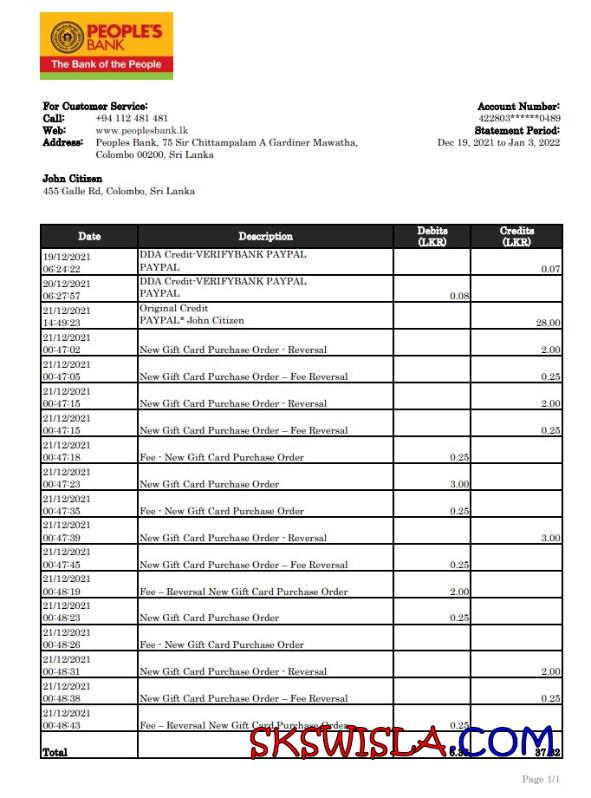 PEOPLE'S
BANK
The Bank of the People
For Customer Service:
Call: +94 112 481 481
Web: www.peoplesbank.lk
Address: Peoples Bank, 75 Sir Chittampalam A Gardiner Mawatha,
Colombo 00200, Sri Lanka
Account Number:
422803******0489
Statement Period:
Dec 19, 2021 to Jan 3, 2022
John Citizen
455 Galle Rd, Colombo, Sri Lanka
Date Description Debits (LKR) Credits (LKR)
19/12/2021 DDA Credit-VERIFYBANK PAYPAL
06:24:22 PAYPAL 0.07
20/12/2021 DDA Credit-VERIFYBANK PAYPAL
06:27:57 PAYPAL 0.08
21/12/2021 Original Credit
14:49:23 PAYPAL* John Citizen 28.00
21/12/2021
00:47:02 New Gift Card Purchase Order - Reversal 2.00
21/12/2021
00:47:05 New Gift Card Purchase Order – Fee Reversal 0.25
21/12/2021
00:47:15 New Gift Card Purchase Order - Reversal 2.00
21/12/2021
00:47:15 New Gift Card Purchase Order – Fee Reversal 0.25
21/12/2021
00:47:18 Fee - New Gift Card Purchase Order 0.25
21/12/2021
00:47:23 New Gift Card Purchase Order 3.00
21/12/2021
00:47:35 Fee - New Gift Card Purchase Order 0.25
21/12/2021
00:47:39 New Gift Card Purchase Order - Reversal 3.00
21/12/2021
00:47:45 New Gift Card Purchase Order – Fee Reversal 0.25
21/12/2021
00:48:19 Fee – Reversal New Gift Card Purchase Order 2.00
21/12/2021
00:48:23 New Gift Card Purchase Order 0.25
21/12/2021
00:48:26 Fee - New Gift Card Purchase Order
21/12/2021
00:48:31 New Gift Card Purchase Order - Reversal 2.00
21/12/2021
00:48:38 New Gift Card Purchase Order – Fee Reversal 0.25
21/12/2021
00:48:43 Fee – Reversal New Gift Card Purchase Order 0.25
SKSWISLA.COM
Total
Page 1/1